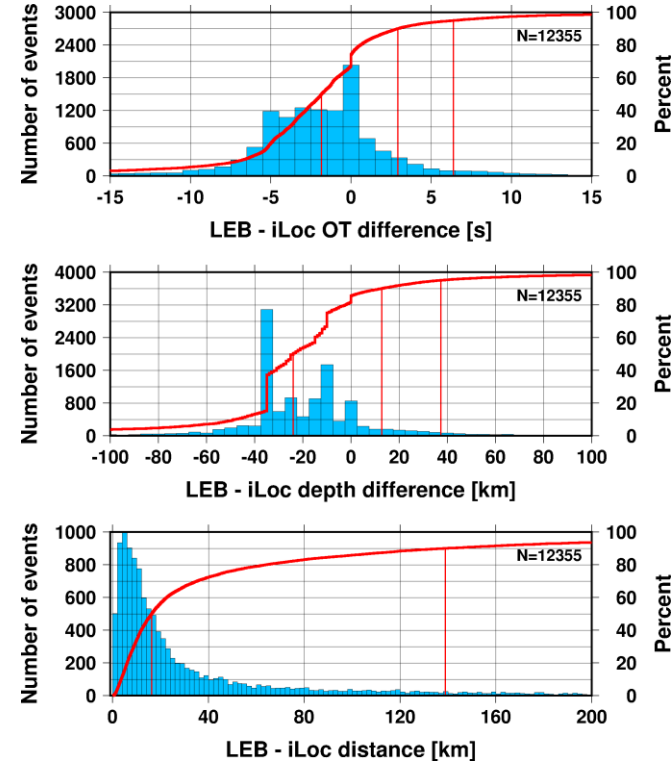 3000
2400
1800
1200
600
0
Number of events
100
80
60
40
20
0
Percent
N=12355
-15 -10 -5 0 5 10 15
LEB - iLoc OT difference [s]
4000
3200
2400
1600
800
0
Number of events
100
80
60
40
20
0
Percent
N=12355
-100 -80 -60 -40 -20 0 20 40 60 80 100
LEB - iLoc depth difference [km]
1000
800
600
400
200
0
Number of events
100
80
60
40
20
0
Percent
N=12355
0 40 80 120 160 200
LEB - iLoc distance [km]